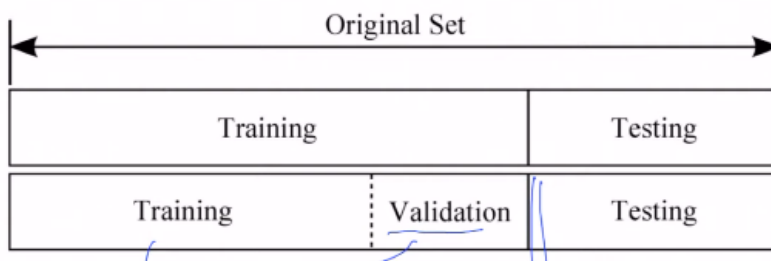 Original Set
Training Testing
Training Validation Testing